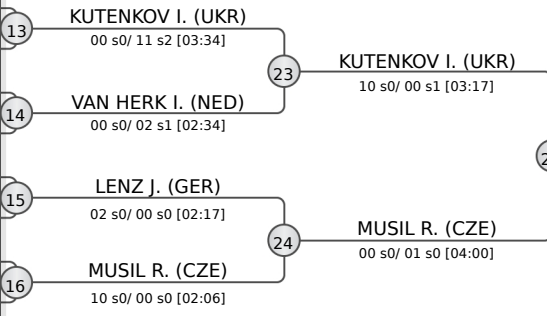 13
KUTENKOV I. (UKR)
00 s0/ 11 s2 [03:34]
14
VAN HERK I. (NED)
00 s0/ 02 s1 [02:34]
23
KUTENKOV I. (UKR)
10 s0/ 00 s1 [03:17]
15
LENZ J. (GER)
02 s0/ 00 s0 [02:17]
16
MUSIL R. (CZE)
10 s0/ 00 s0 [02:06]
24
MUSIL R. (CZE)
00 s0/ 01 s0 [04:00]